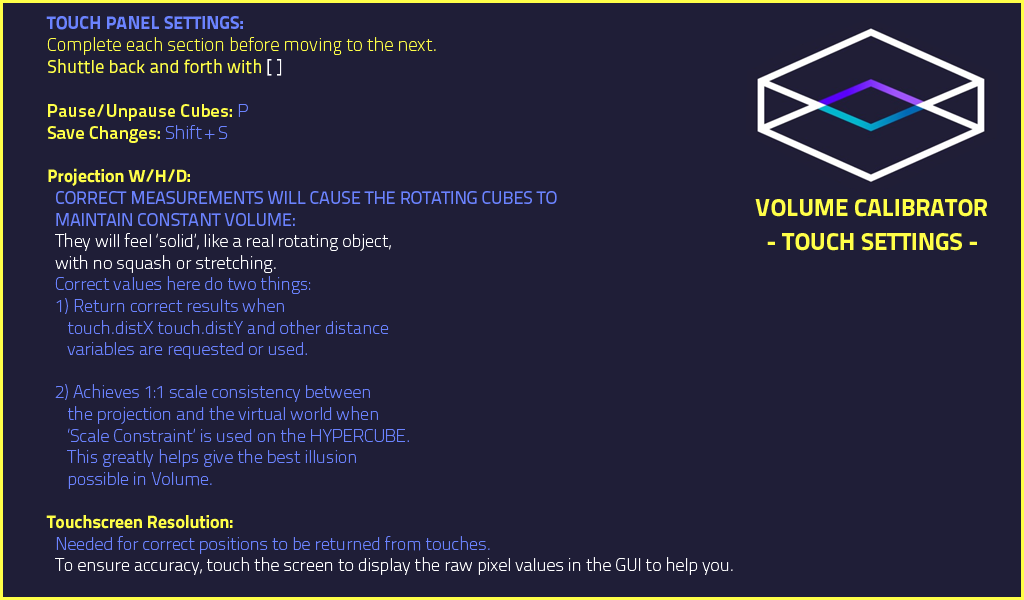 TOUCH PANEL SETTINGS:
Complete each section before moving to the next.
Shuttle back and forth with [ ]
Pause/Unpause Cubes: P
Save Changes: Shift+S
Projection W/H/D:
CORRECT MEASUREMENTS WILL CAUSE THE ROTATING CUBES TO
MAINTAIN CONSTANT VOLUME:
They will feel 'solid', like a real rotating object,
with no squash or stretching.
Correct values here do two things:
1) Return correct results when
touch.distX touch.distY and other distance
variables are requested or used.
2) Achieves 1:1 scale consistency between
the projection and the virtual world when
'Scale Constraint' is used on the HYPERCUBE.
This greatly helps give the best illusion
possible in Volume.
Touchscreen Resolution:
Needed for correct positions to be returned from touches.
To ensure accuracy, touch the screen to display the raw pixel values in the GUI to help you.
VOLUME CALIBRATOR
- TOUCH SETTINGS -